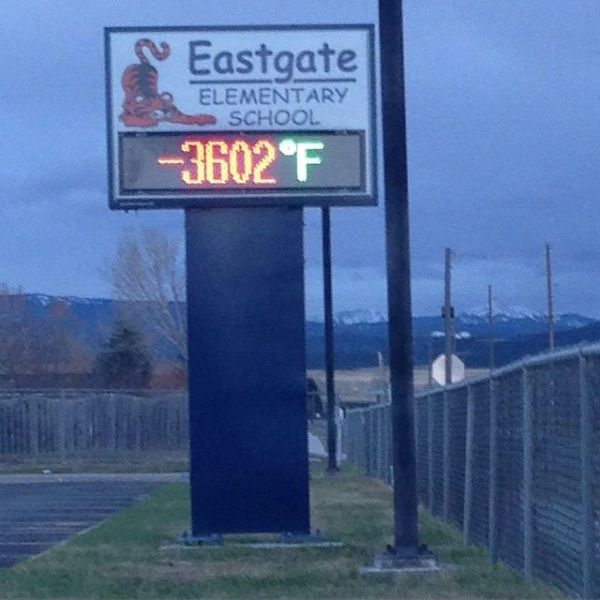 Eastgate
ELEMENTARY
SCHOOL
-3602°F